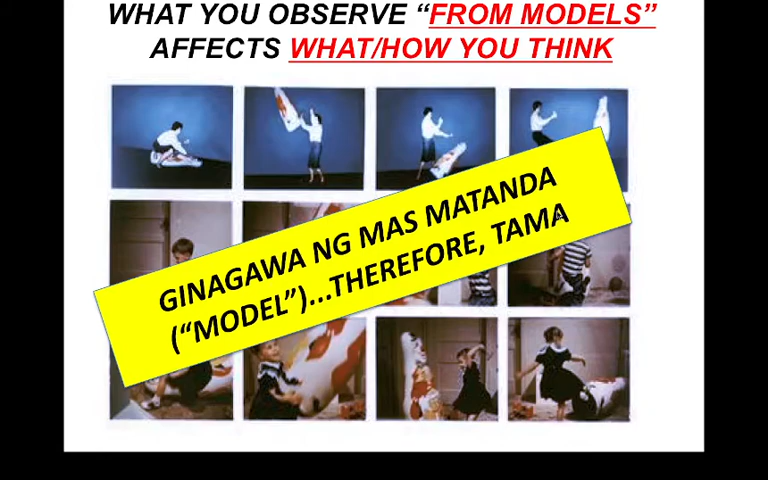 WHAT YOU OBSERVE “FROM MODELS”
AFFECTS WHAT/HOW YOU THINK
GINAGAWA NG MAS MATANDA
(“MODEL”)...THEREFORE, TAMA